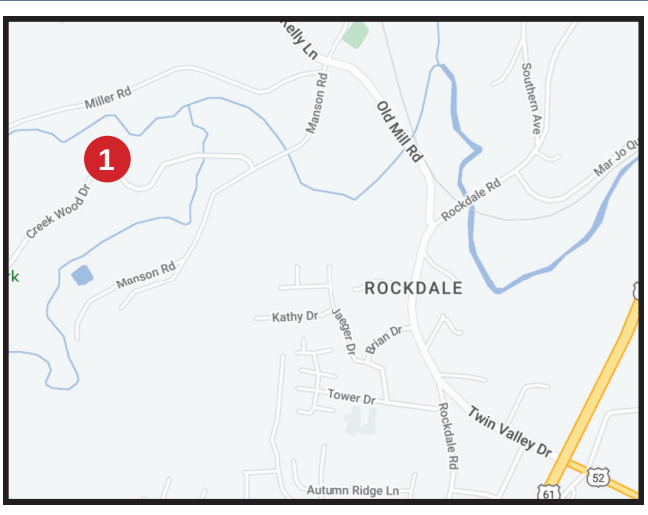 Kelly Ln
Miller Rd
Manson Rd
Southern Ave
Old Mill Rd
1
Mar Jo Qu
Rockdale Rd
Creek Wood Dr
Manson Rd
rk
ROCKDALE
Kathy Dr
Jaeger Dr
Brian Dr
Tower Dr
Rockdale Rd
Twin Valley Dr
52
61
Autumn Ridge Ln